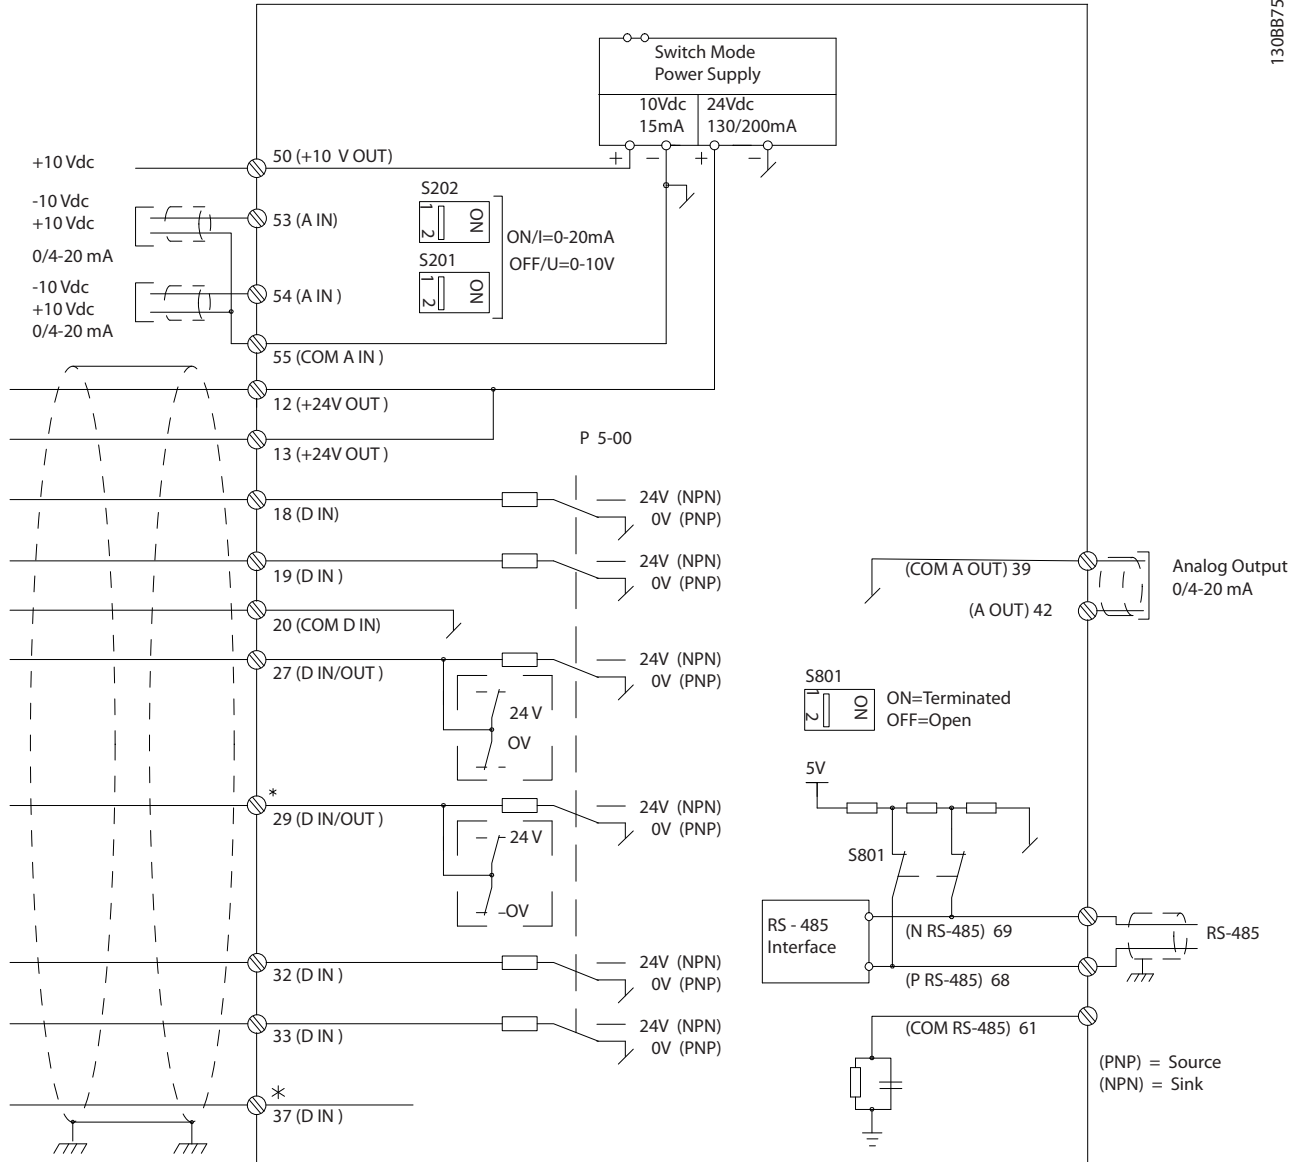 130BB75
Switch Mode
Power Supply
10Vdc
15mA
24Vdc
130/200mA
+ − + −
+10 Vdc
50 (+10 V OUT)
-10 Vdc
+10 Vdc
0/4-20 mA
53 (A IN)
S202
1 2 ON
ON/I=0-20mA
OFF/U=0-10V
S201
1 2 ON
-10 Vdc
+10 Vdc
0/4-20 mA
54 (A IN )
55 (COM A IN )
12 (+24V OUT )
13 (+24V OUT )
P 5-00
18 (D IN)
24V (NPN)
0V (PNP)
19 (D IN )
24V (NPN)
0V (PNP)
20 (COM D IN)
27 (D IN/OUT )
24V (NPN)
0V (PNP)
24 V
OV
*
29 (D IN/OUT )
24V (NPN)
0V (PNP)
24 V
OV
32 (D IN )
24V (NPN)
0V (PNP)
33 (D IN )
24V (NPN)
0V (PNP)
*
37 (D IN )
(COM A OUT) 39
(A OUT) 42
Analog Output
0/4-20 mA
S801
1 2 ON
ON=Terminated
OFF=Open
5V
S801
RS - 485
Interface
(N RS-485) 69
RS-485
(P RS-485) 68
(COM RS-485) 61
(PNP) = Source
(NPN) = Sink